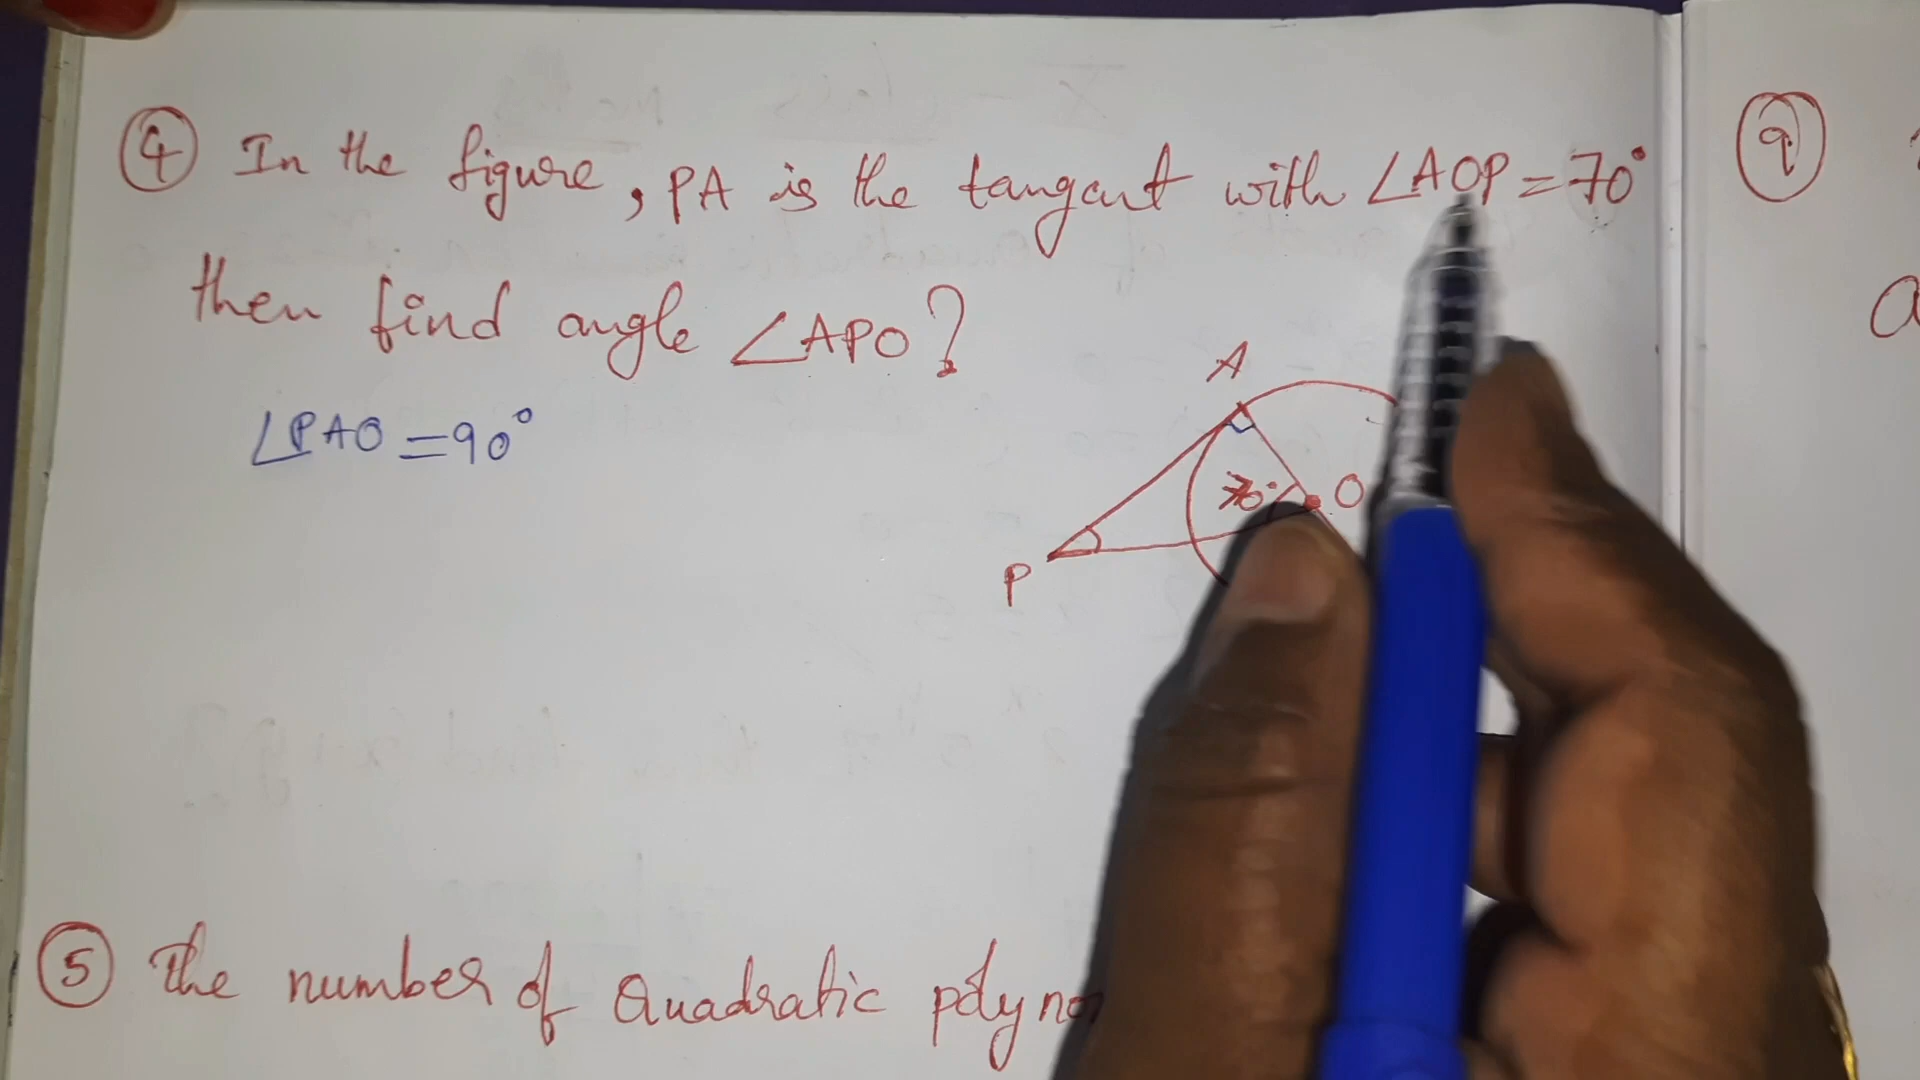 ④ In the figure, PA is the tangent with ∠AOP = 70°
then find angle ∠APO?
∠PAO = 90°
A
70°
O
P
⑤ The number of Quadratic
9